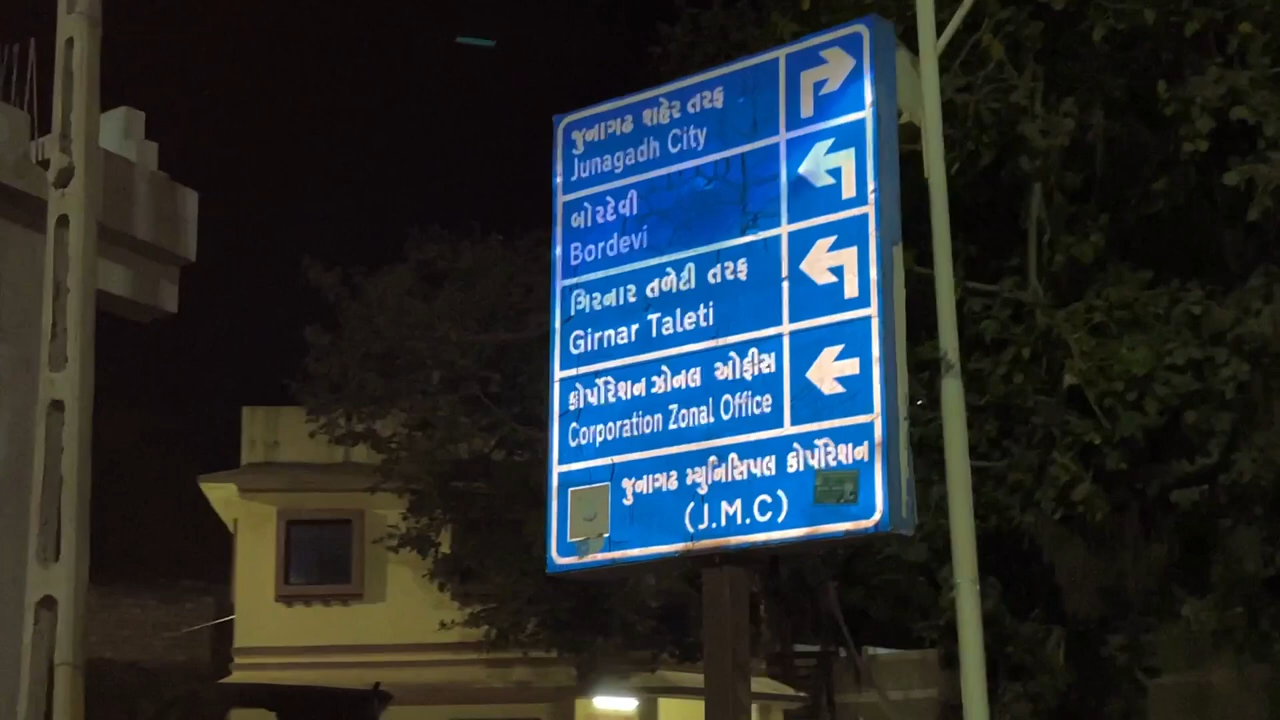 જુનાગઢ શહેર તરફ
Junagadh City
બોરદેવી
Bordevi
ગિરનાર તળેટી તરફ
Girnar Taleti
કોર્પોરેશન ઝોનલ ઓફીસ
Corporation Zonal Office
જુનાગઢ મ્યુનિસિપલ કોર્પોરેશન
(J.M.C)